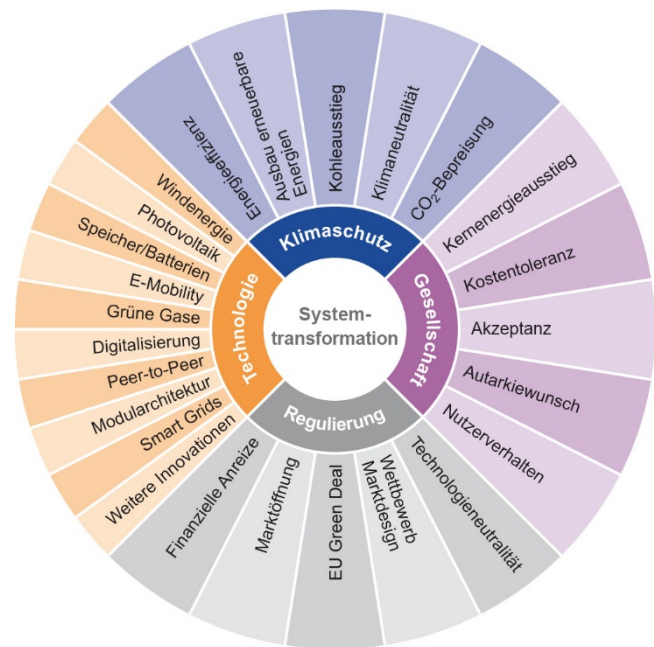 System-
transformation
Klimaschutz
Energieeffizienz
Ausbau erneuerbare
Energien
Kohleausstieg
Klimaneutralität
CO₂-Bepreisung
Gesellschaft
Kernenergieausstieg
Kostentoleranz
Akzeptanz
Autarkiewunsch
Nutzerverhalten
Regulierung
Technologieneutralität
Wettbewerb
Marktdesign
EU Green Deal
Marktöffnung
Finanzielle Anreize
Technologie
Windenergie
Photovoltaik
Speicher/Batterien
E-Mobility
Grüne Gase
Digitalisierung
Peer-to-Peer
Modularchitektur
Smart Grids
Weitere Innovationen